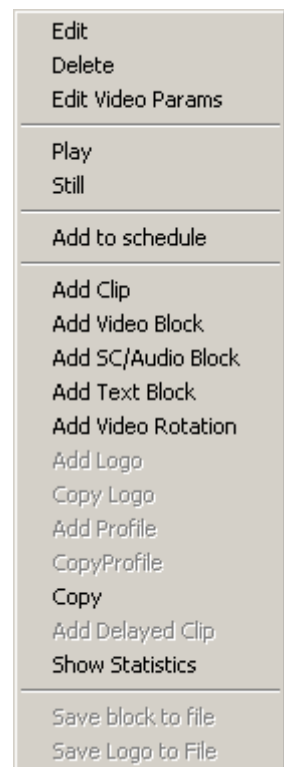 Edit
Delete
Edit Video Params
Play
Still
Add to schedule
Add Clip
Add Video Block
Add SC/Audio Block
Add Text Block
Add Video Rotation
Add Logo
Copy Logo
Add Profile
CopyProfile
Copy
Add Delayed Clip
Show Statistics
Save block to file
Save Logo to File